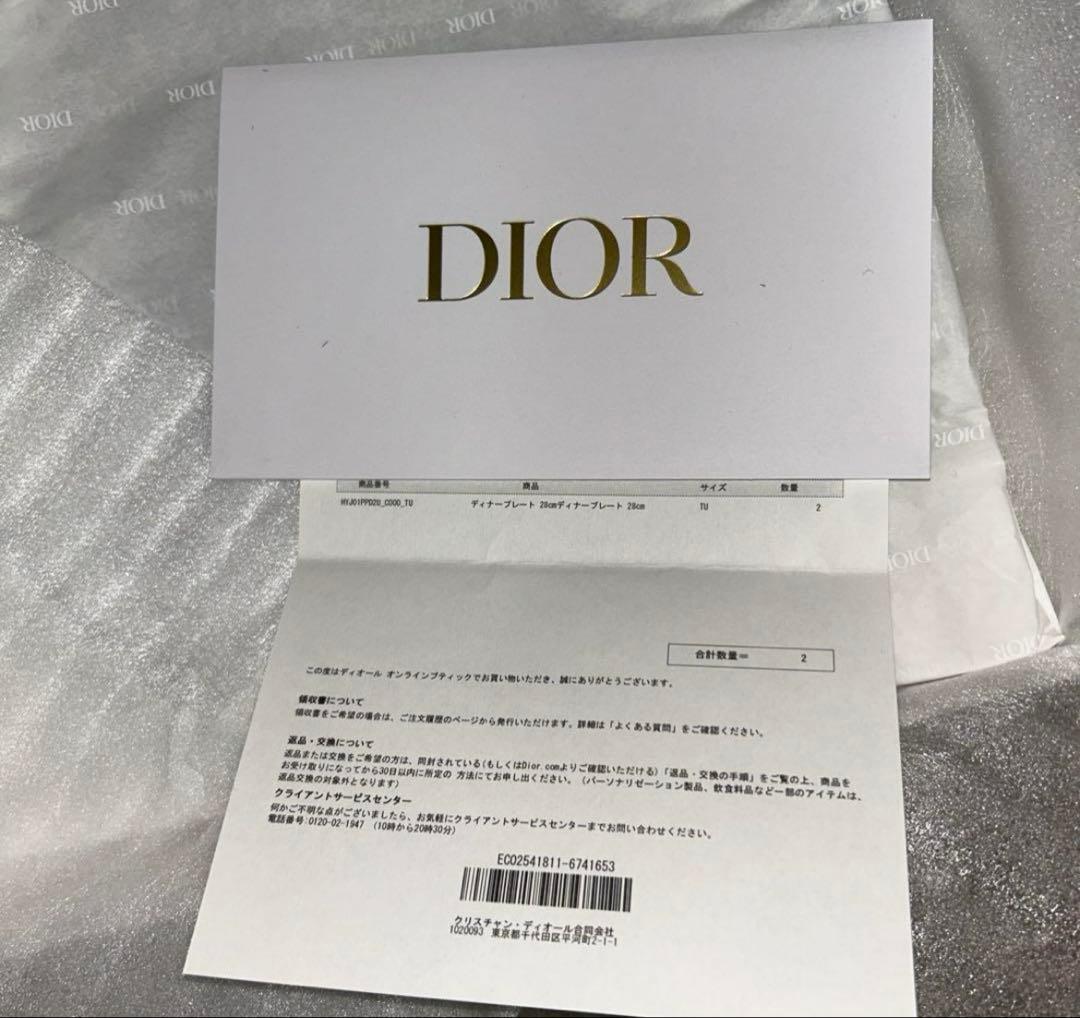 DIOR
DIOR
DIOR
DIOR
DIOR
DIOR
DIOR
DIOR
DIOR
商品番号 商品 サイズ 数量
HYJ01PPD2U_C000_TU ディナープレート 28cmディナープレート 28cm TU 2
合計数量= 2
この度はディオール オンラインブティックでお買い物いただき、誠にありがとうございます。
領収書について
領収書をご希望の場合は、ご注文履歴のページから発行いただけます。詳細は「よくある質問」をご確認ください。
返品・交換について
返品または交換をご希望の方は、同封されている(もしくはDior.comよりご確認いただける)「返品・交換の手順」をご覧の上、商品を
お受け取りになってから30日以内に所定の 方法にてお申し出ください。(パーソナリゼーション製品、飲食料品など一部のアイテムは、
返品交換の対象外となります)
クライアントサービスセンター
何かご不明な点がございましたら、お気軽にクライアントサービスセンターまでお問い合わせください。
電話番号:0120-02-1947 (10時から20時30分)
EC02541811-6741653
クリスチャン・ディオール合同会社
1020093 東京都千代田区平河町2-1-1
DIOR
DIOR